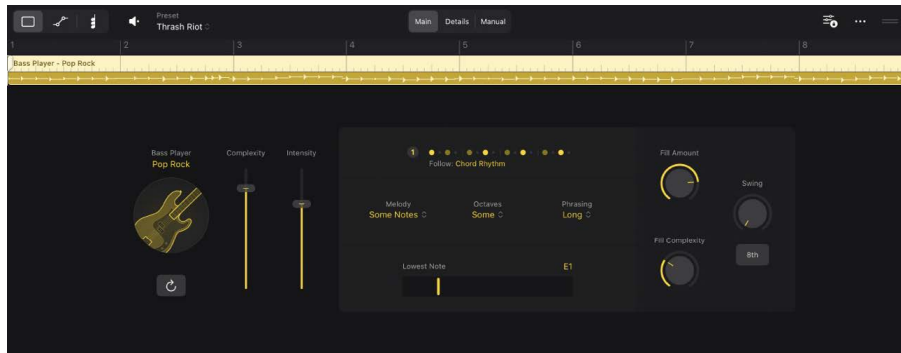 Preset
Thrash Riot
Main Details Manual
1 2 3 4 5 6 7 8
Bass Player - Pop Rock
Bass Player
Pop Rock
Complexity
Intensity
1
Follow: Chord Rhythm
Melody
Some Notes
Octaves
Some
Phrasing
Long
Lowest Note
E1
Fill Amount
Swing
Fill Complexity
8th